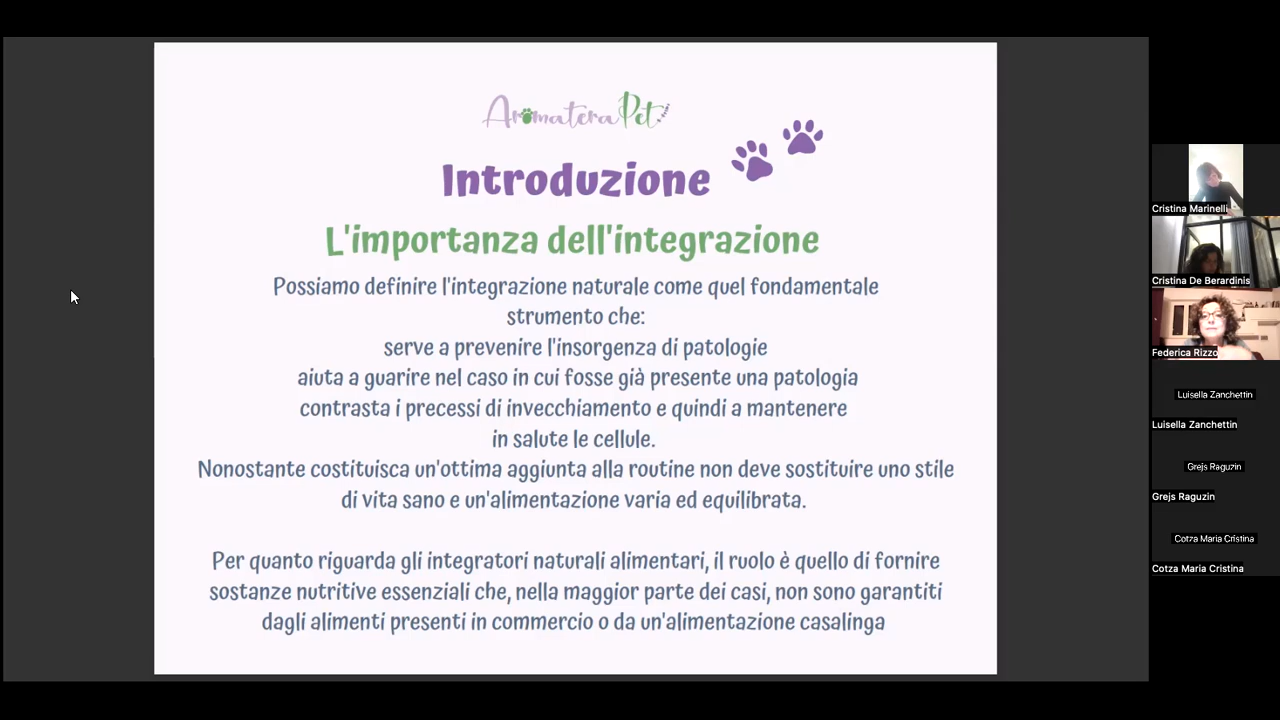 AromateraPet
Introduzione
L'importanza dell'integrazione
Possiamo definire l'integrazione naturale come quel fondamentale
strumento che:
serve a prevenire l'insorgenza di patologie
aiuta a guarire nel caso in cui fosse già presente una patologia
contrasta i precessi di invecchiamento e quindi a mantenere
in salute le cellule.
Nonostante costituisca un'ottima aggiunta alla routine non deve sostituire uno stile
di vita sano e un'alimentazione varia ed equilibrata.
Per quanto riguarda gli integratori naturali alimentari, il ruolo è quello di fornire
sostanze nutritive essenziali che, nella maggior parte dei casi, non sono garantiti
dagli alimenti presenti in commercio o da un'alimentazione casalinga
Cristina Marinelli
Cristina De Berardinis
Federica Rizzo
Luisella Zanchettin
Luisella Zanchettin
Grejs Raguzin
Grejs Raguzin
Cotza Maria Cristina
Cotza Maria Cristina